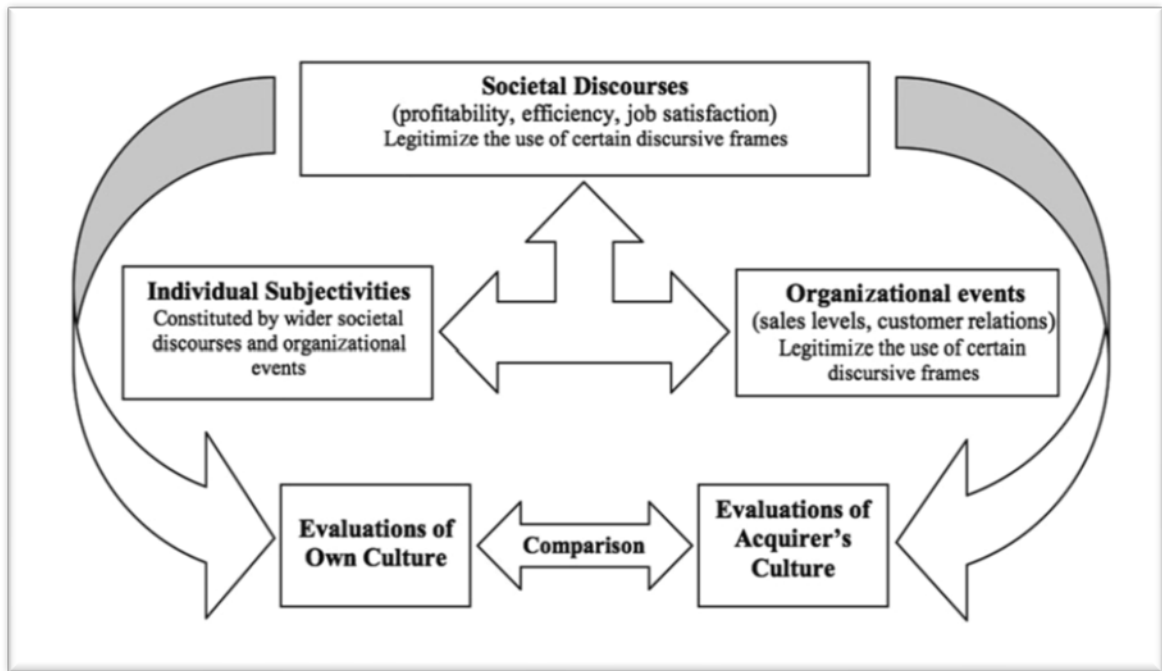 Societal Discourses
(profitability, efficiency, job satisfaction)
Legitimize the use of certain discursive frames
Individual Subjectivities
Constituted by wider societal
discourses and organizational
events
Organizational events
(sales levels, customer relations)
Legitimize the use of certain
discursive frames
Evaluations of
Own Culture
Comparison
Evaluations of
Acquirer's
Culture